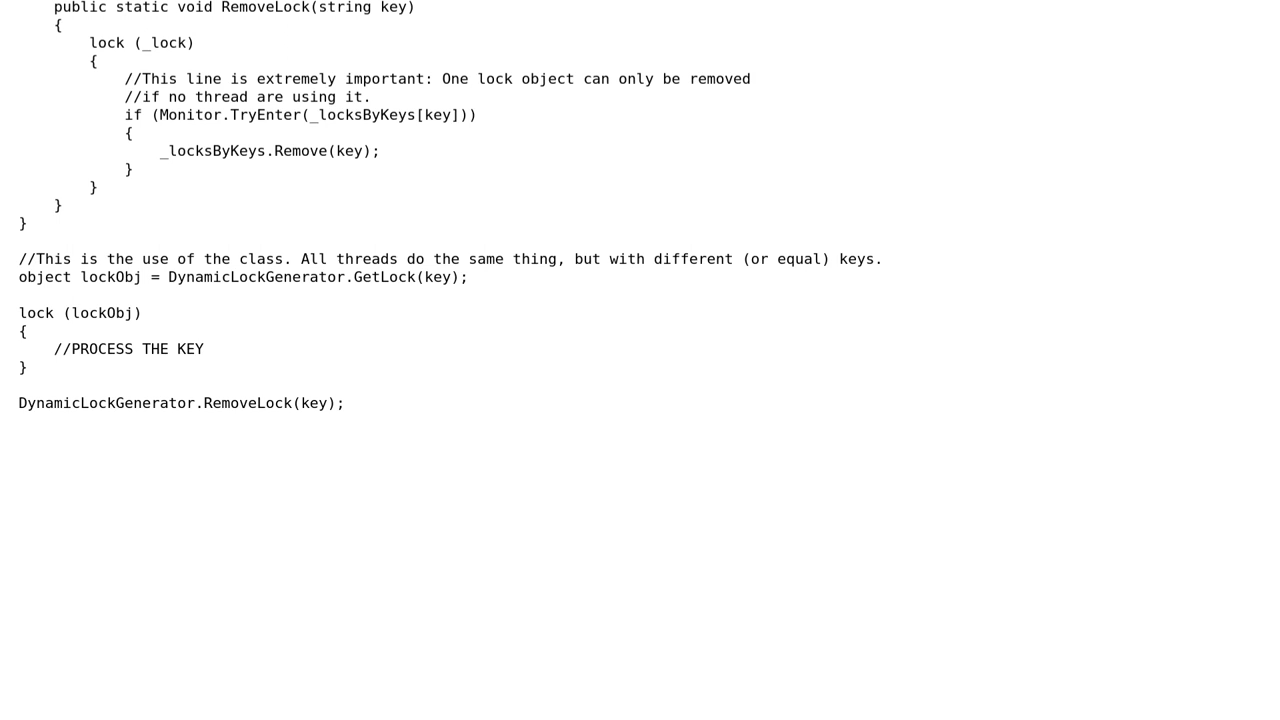 public static void RemoveLock(string key)
    {
        lock (_lock)
        {
            //This line is extremely important: One lock object can only be removed
            //if no thread are using it.
            if (Monitor.TryEnter(_locksByKeys[key]))
            {
                _locksByKeys.Remove(key);
            }
        }
    }
}

//This is the use of the class. All threads do the same thing, but with different (or equal) keys.
object lockObj = DynamicLockGenerator.GetLock(key);

lock (lockObj)
{
    //PROCESS THE KEY
}

DynamicLockGenerator.RemoveLock(key);